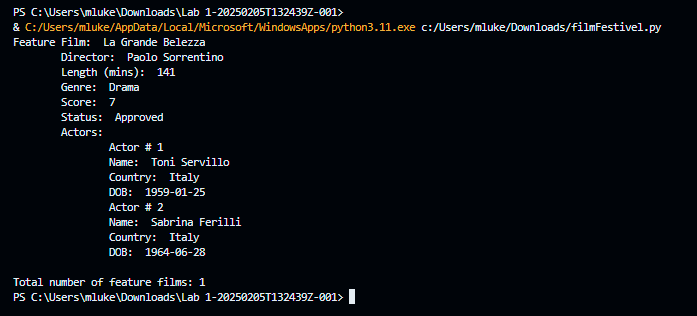 PS C:\Users\mluke\Downloads\Lab 1-20250205T132439Z-001>
& C:/Users/mluke/AppData/Local/Microsoft/WindowsApps/python3.11.exe c:/Users/mluke/Downloads/filmFestivel.py
Feature Film:  La Grande Belezza
Director:  Paolo Sorrentino
Length (mins):  141
Genre:  Drama
Score:  7
Status:  Approved
Actors:
Actor # 1
Name:  Toni Servillo
Country:  Italy
DOB:  1959-01-25
Actor # 2
Name:  Sabrina Ferilli
Country:  Italy
DOB:  1964-06-28
Total number of feature films: 1
PS C:\Users\mluke\Downloads\Lab 1-20250205T132439Z-001>